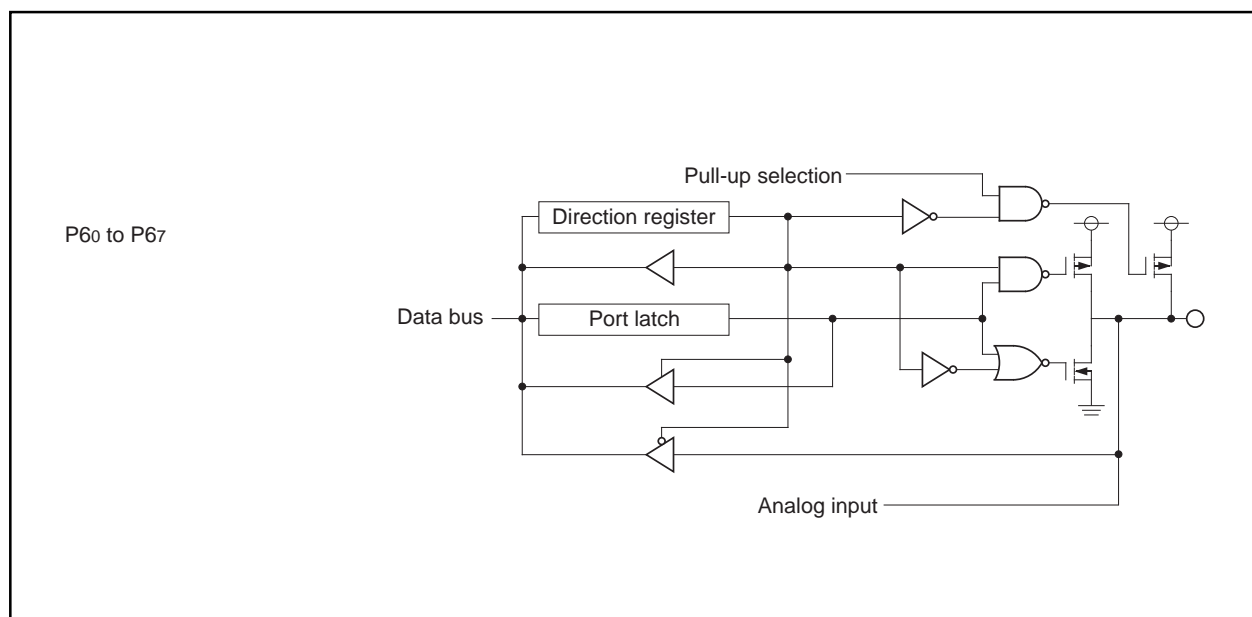 Pull-up selection
Direction register
P60 to P67
Data bus
Port latch
Analog input